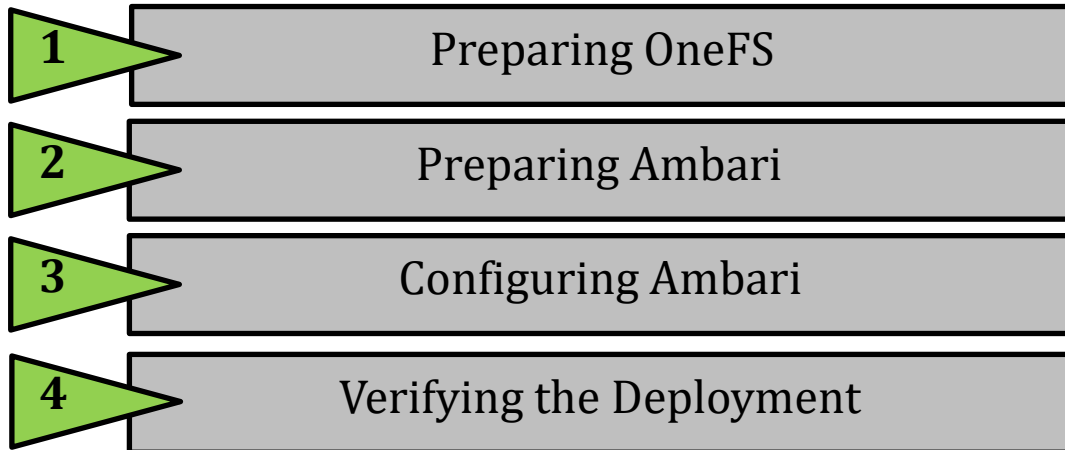 1 Preparing OneFS
2 Preparing Ambari
3 Configuring Ambari
4 Verifying the Deployment